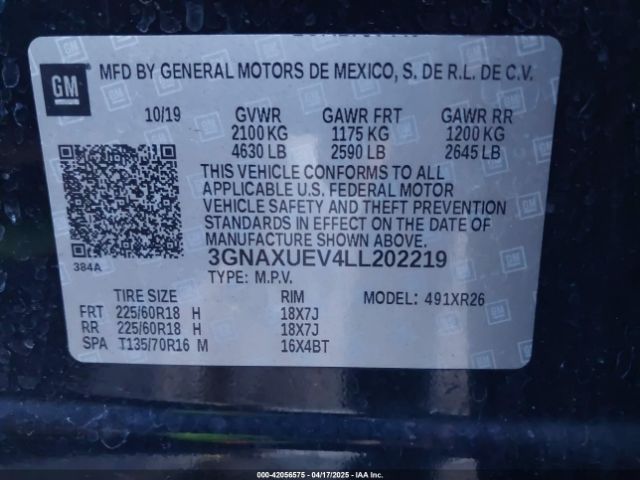 GM
MFD BY GENERAL MOTORS DE MEXICO, S. DE R.L. DE C.V.
10/19 GVWR GAWR FRT GAWR RR
2100 KG 1175 KG 1200 KG
4630 LB 2590 LB 2645 LB
THIS VEHICLE CONFORMS TO ALL
APPLICABLE U.S. FEDERAL MOTOR
VEHICLE SAFETY AND THEFT PREVENTION
STANDARDS IN EFFECT ON THE DATE OF
MANUFACTURE SHOWN ABOVE.
384A
3GNAXUEV4LL202219
TYPE: M.P.V.
TIRE SIZE RIM MODEL: 491XR26
FRT 225/60R18 H 18X7J
RR 225/60R18 H 18X7J
SPA T135/70R16 M 16X4BT
000-42056575 - 04/17/2025 - www.iaai.com